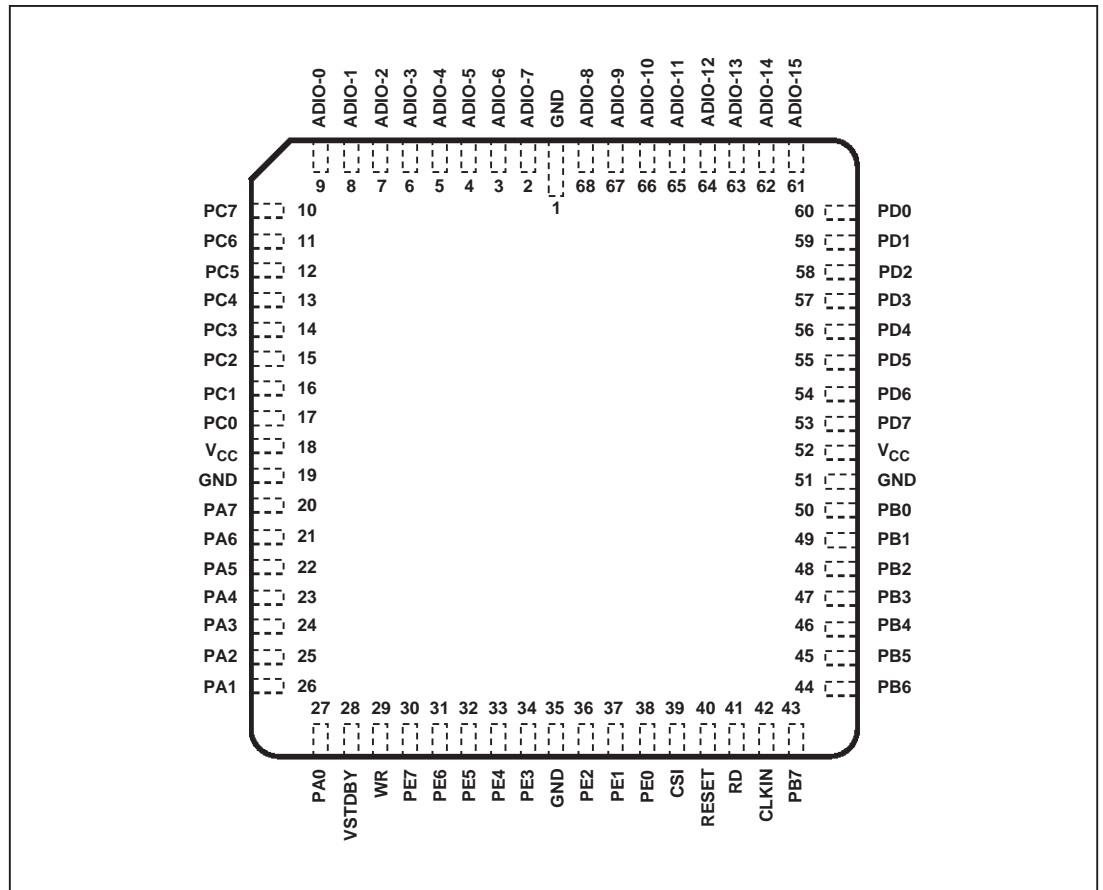 ADIO-0 ADIO-1 ADIO-2 ADIO-3 ADIO-4 ADIO-5 ADIO-6 ADIO-7 GND ADIO-8 ADIO-9 ADIO-10 ADIO-11 ADIO-12 ADIO-13 ADIO-14 ADIO-15
9 8 7 6 5 4 3 2 1 68 67 66 65 64 63 62 61
PC7 10 60 PD0
PC6 11 59 PD1
PC5 12 58 PD2
PC4 13 57 PD3
PC3 14 56 PD4
PC2 15 55 PD5
PC1 16 54 PD6
PC0 17 53 PD7
VCC 18 52 VCC
GND 19 51 GND
PA7 20 50 PB0
PA6 21 49 PB1
PA5 22 48 PB2
PA4 23 47 PB3
PA3 24 46 PB4
PA2 25 45 PB5
PA1 26 44 PB6
27 28 29 30 31 32 33 34 35 36 37 38 39 40 41 42 43
PA0 VSTDBY WR PE7 PE6 PE5 PE4 PE3 GND PE2 PE1 PE0 CSI RESET RD CLKIN PB7